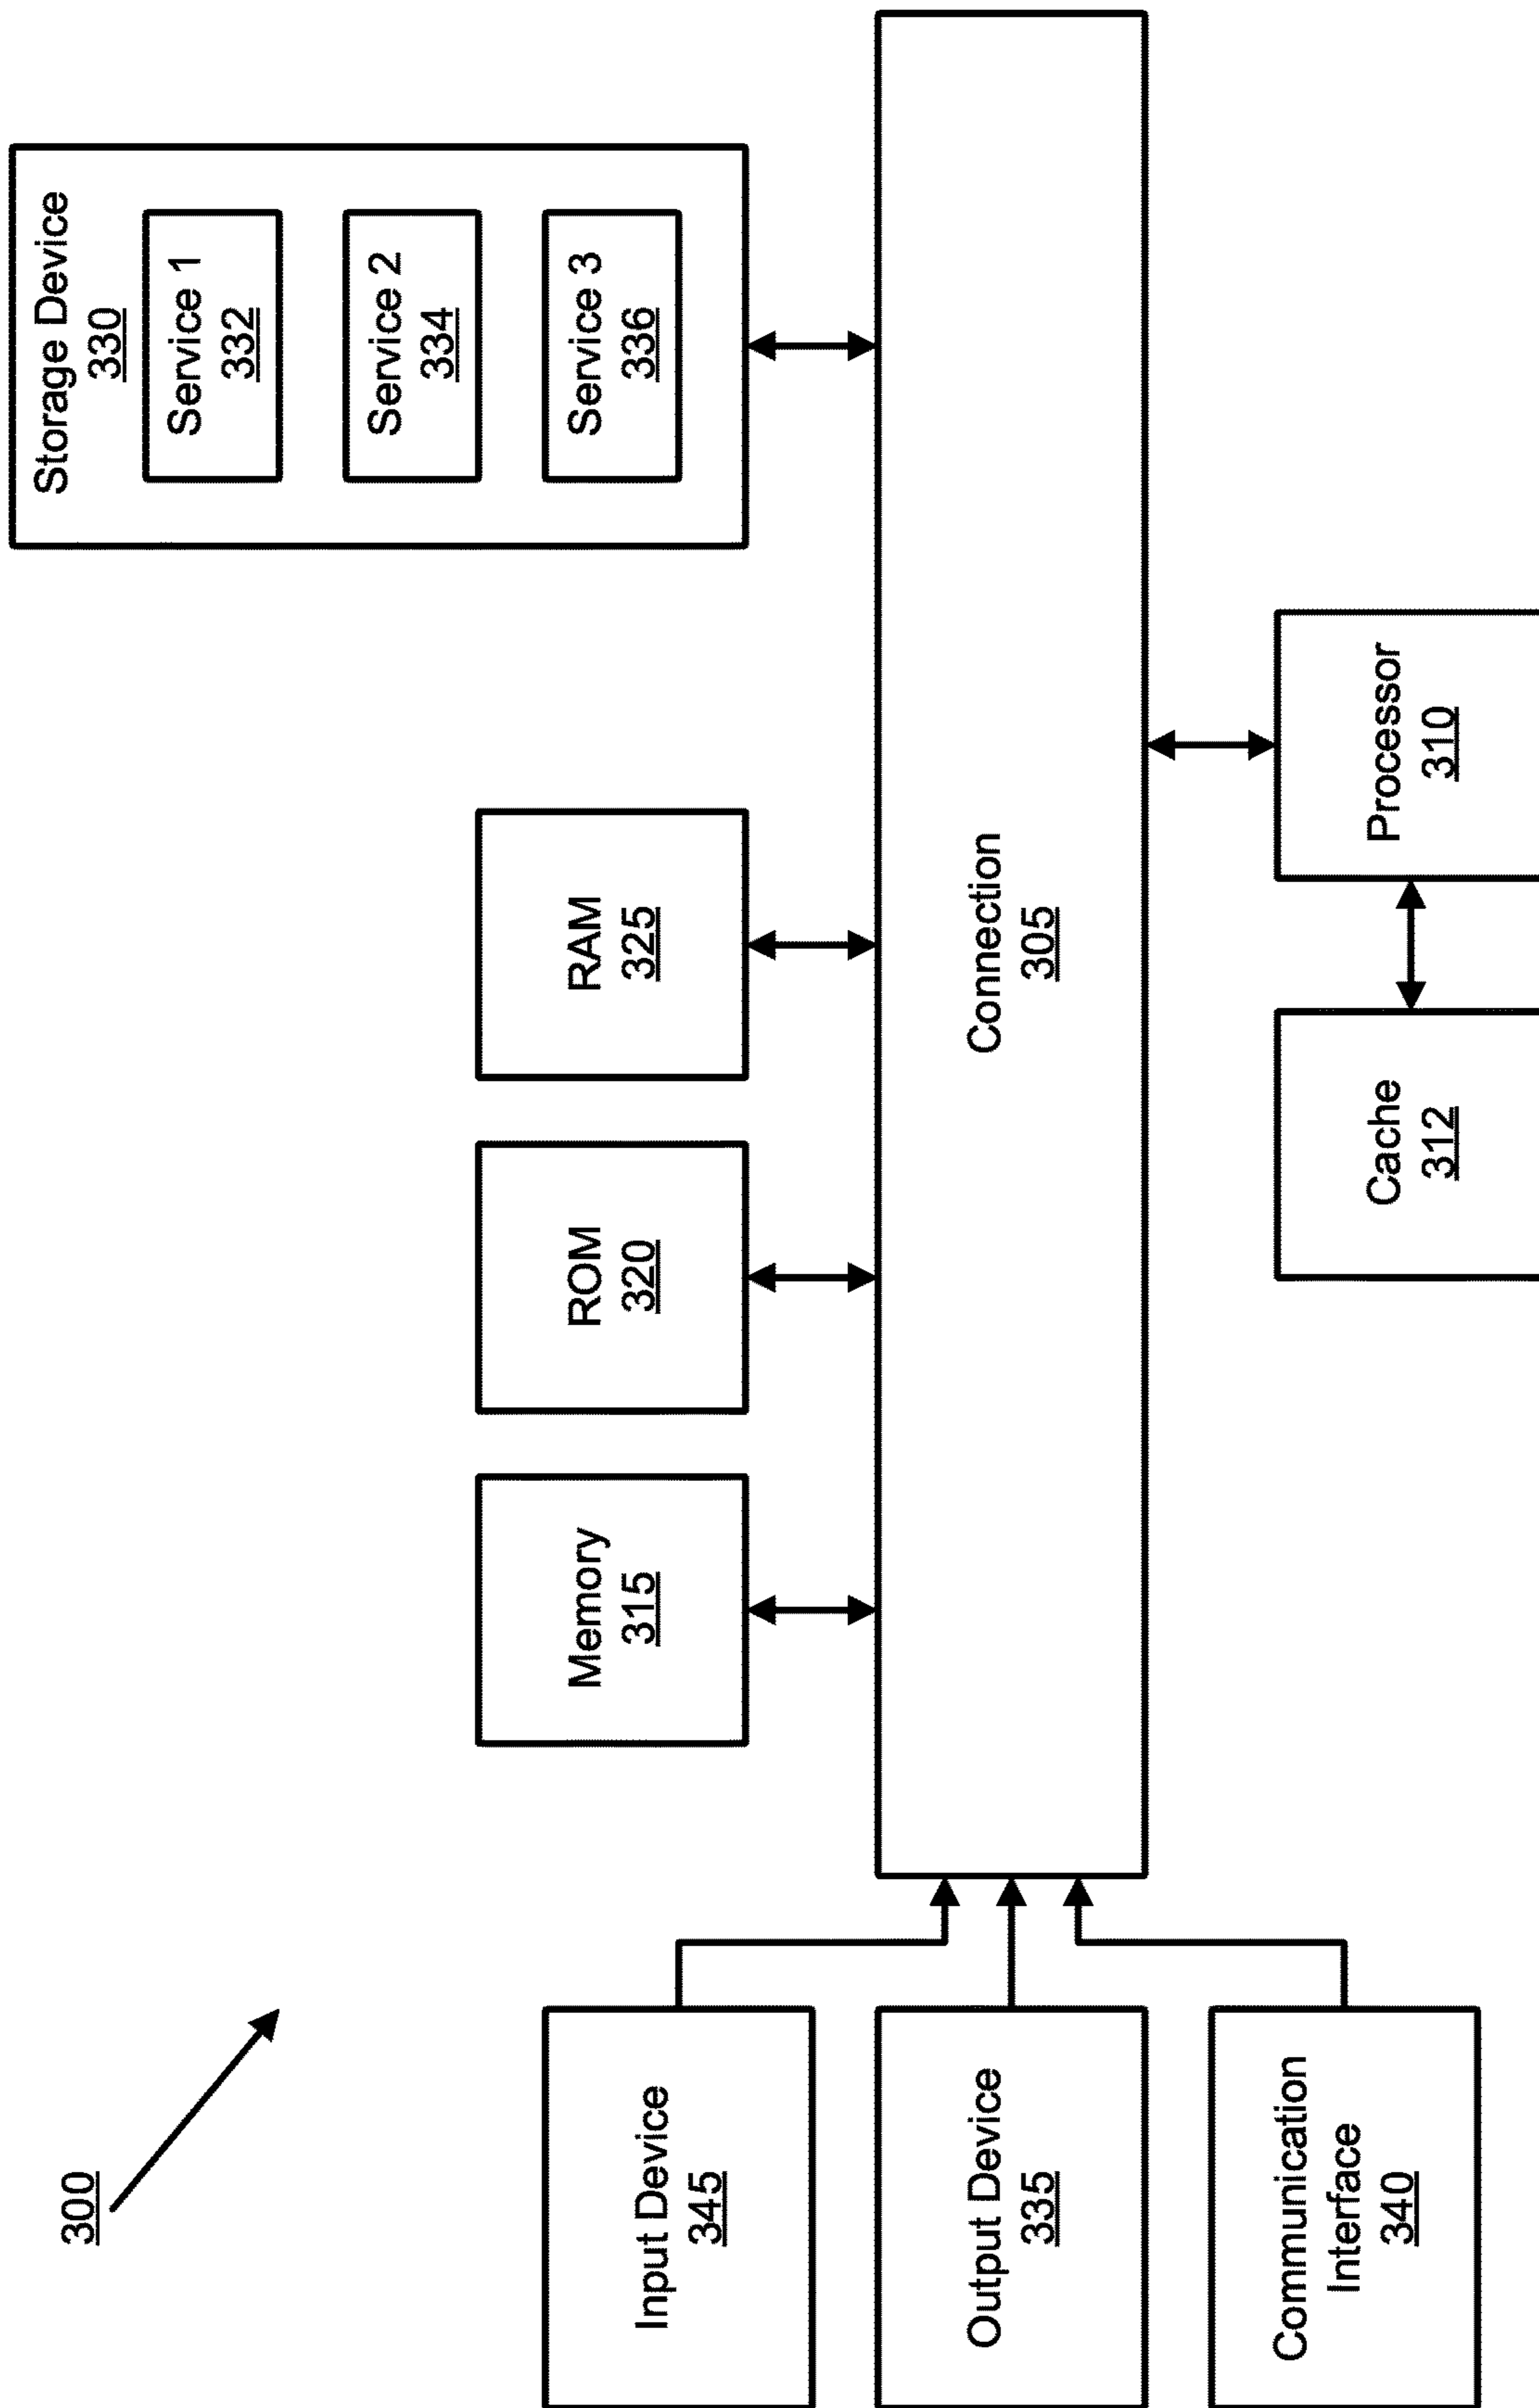 300
Input Device
345
Output Device
335
Communication
Interface
340
Memory
315
ROM
320
RAM
325
Storage Device
330
Service 1
332
Service 2
334
Service 3
336
Connection
305
Cache
312
Processor
310